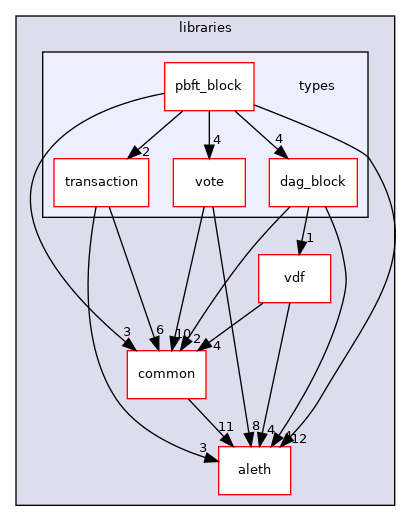 libraries
pbft_block
types
2
4
4
transaction
vote
dag_block
1
vdf
3
6
10
2
4
common
11
3
8
4
12
aleth